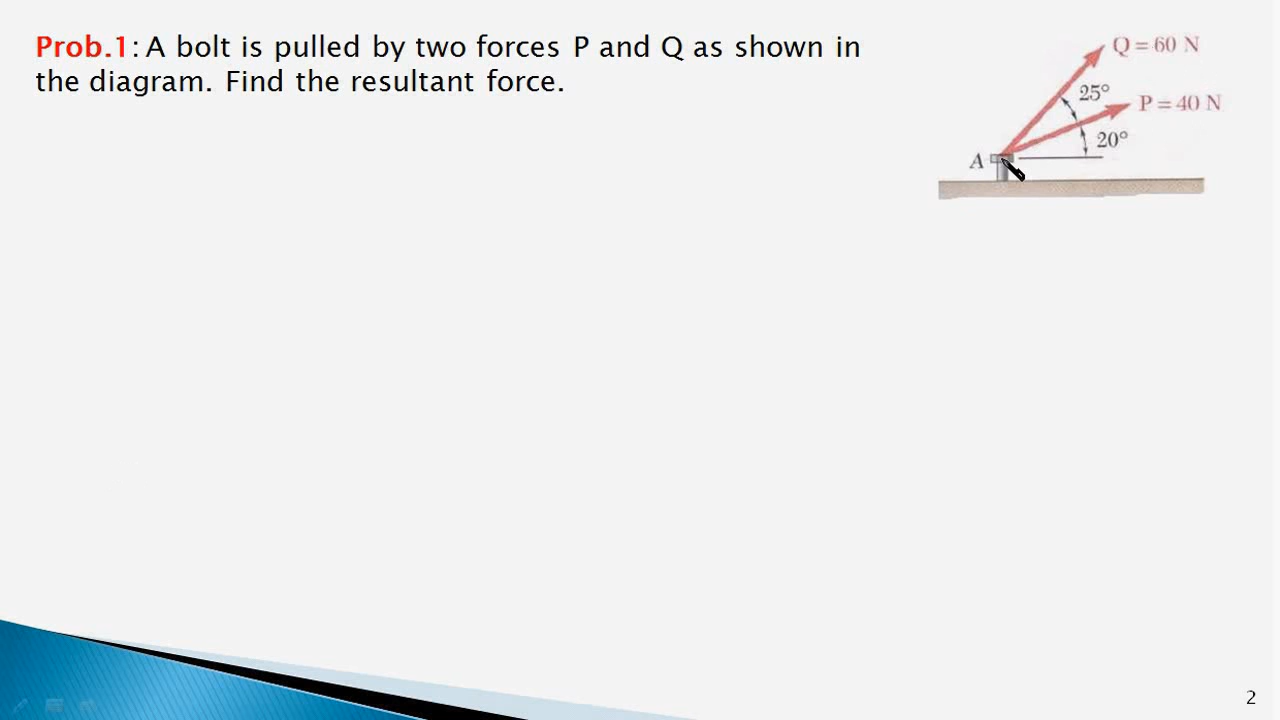 Prob.1: A bolt is pulled by two forces P and Q as shown in
the diagram. Find the resultant force.
Q = 60 N
25°
P = 40 N
20°
A
2